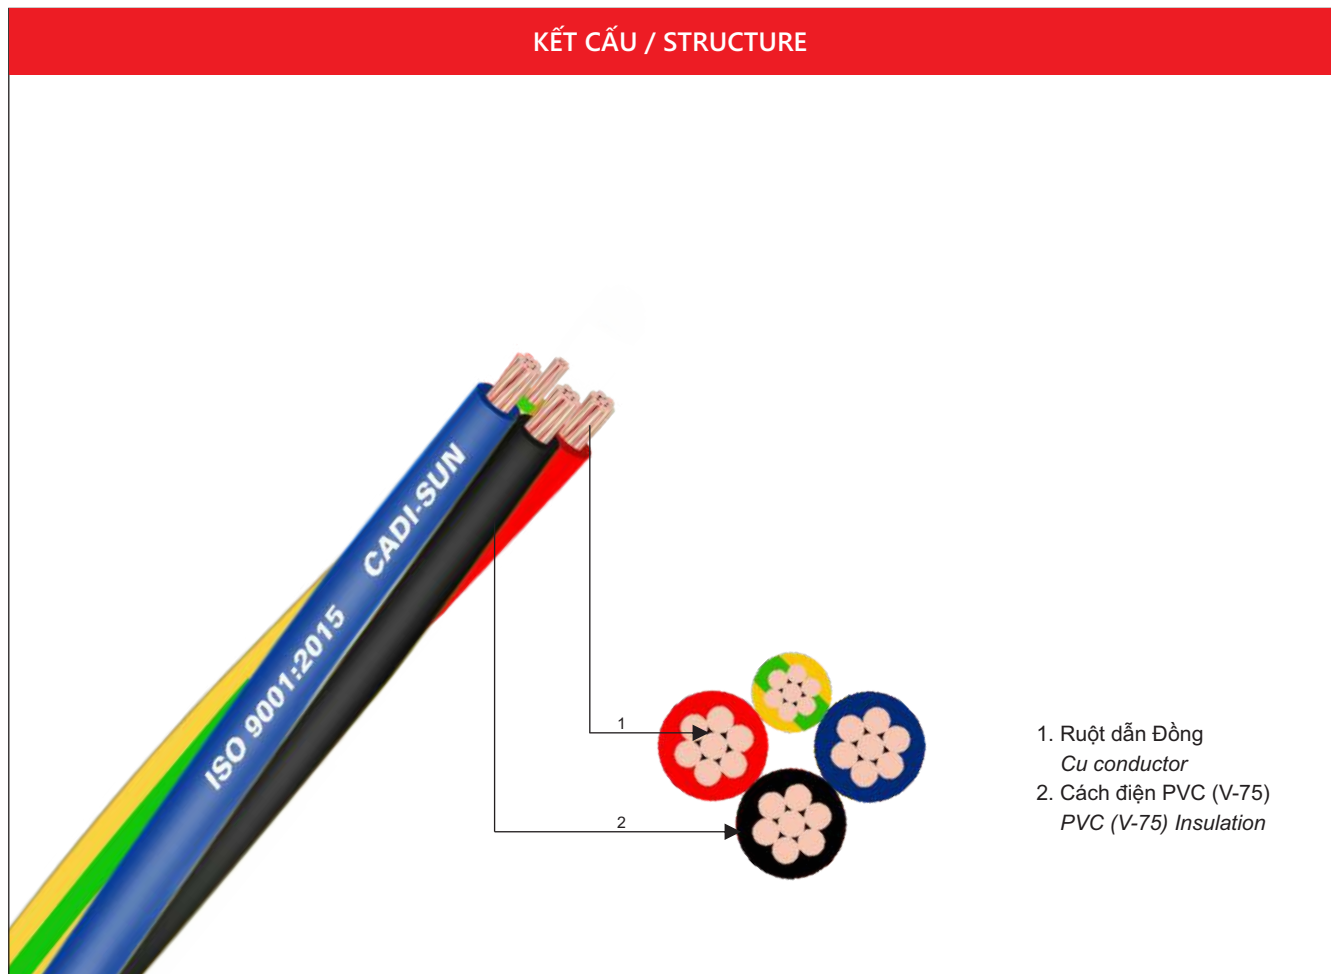 KẾT CẤU / STRUCTURE
CADI-SUN
ISO 9001:2015
1
2
1. Ruột dẫn Đồng
Cu conductor
2. Cách điện PVC (V-75)
PVC (V-75) Insulation